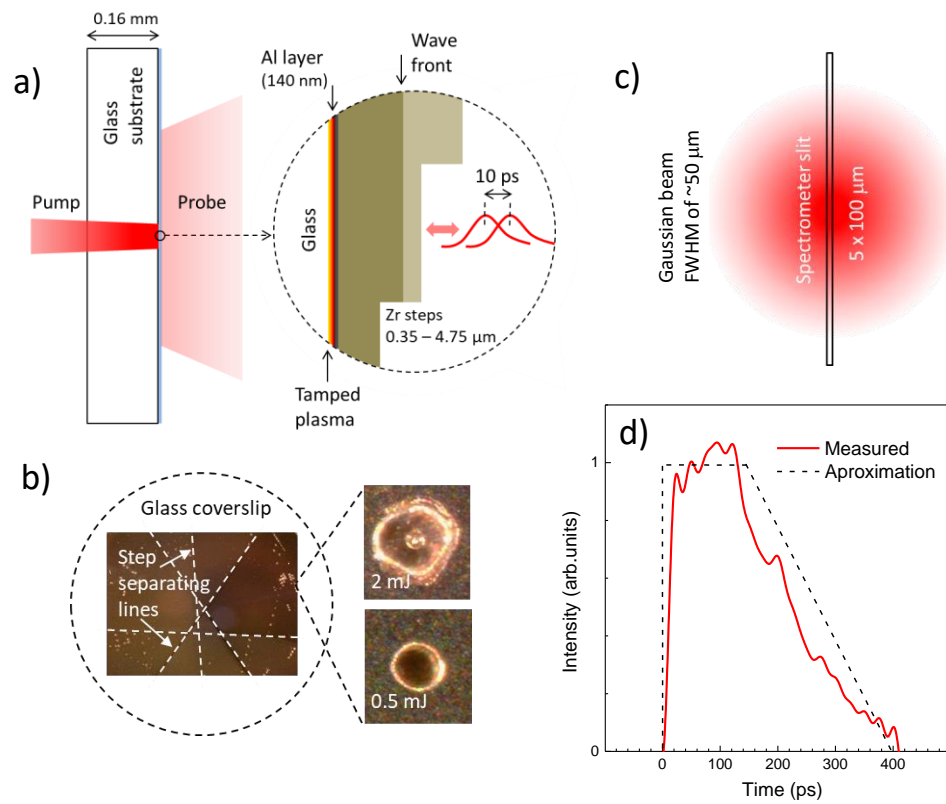 a)
0.16 mm
Glass
substrate
Pump
Probe
Al layer
(140 nm)
Wave
front
Glass
10 ps
Zr steps
0.35 – 4.75 µm
Tamped
plasma
b)
Glass coverslip
Step
separating
lines
2 mJ
0.5 mJ
c)
Gaussian beam
FWHM of ~50 µm
Spectrometer slit
5 x 100 µm
d)
Measured
Aproximation
Intensity (arb.units)
1
0
0
100
200
300
400
Time (ps)